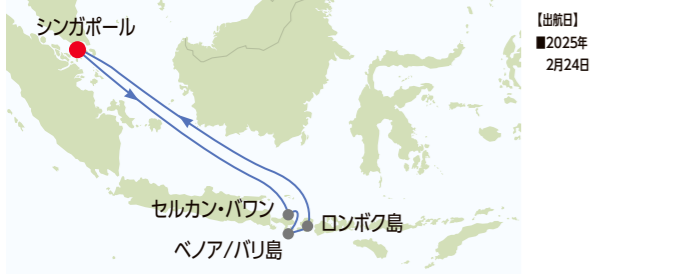 シンガポール
セルカン・バワン
ロンボク島
ベノア/バリ島
【出航日】
■2025年
2月24日